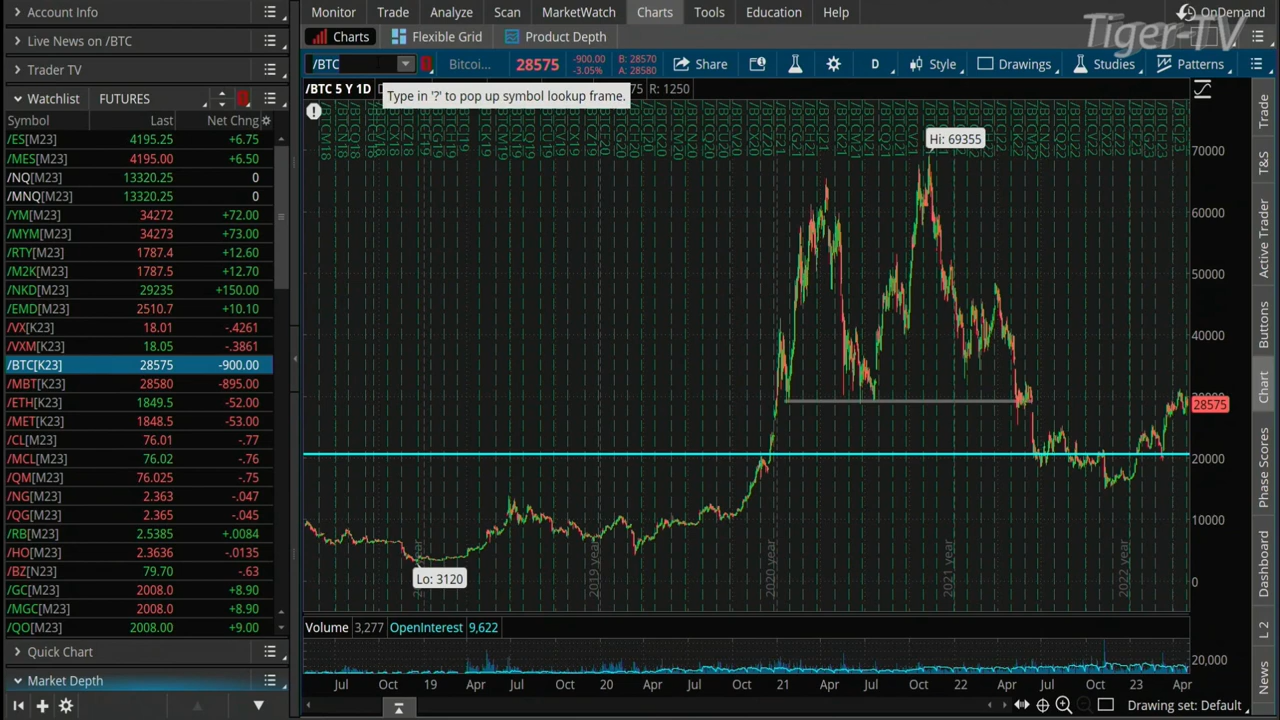 Account Info
Live News on /BTC
Trader TV
Watchlist FUTURES
Symbol Last Net Chng
/ES[M23] 4195.25 +6.75
/MES[M23] 4195.00 +6.50
/NQ[M23] 13320.25 0
/MNQ[M23] 13320.25 0
/YM[M23] 34272 +72.00
/MYM[M23] 34273 +73.00
/RTY[M23] 1787.4 +12.60
/M2K[M23] 1787.5 +12.70
/NKD[M23] 29235 +150.00
/EMD[M23] 2510.7 +10.10
/VX[K23] 18.01 -.4261
/VXM[K23] 18.05 -.3861
/BTC[K23] 28575 -900.00
/MBT[K23] 28580 -895.00
/ETH[K23] 1849.5 -52.00
/MET[K23] 1848.5 -53.00
/CL[M23] 76.01 -.77
/MCL[M23] 76.02 -.76
/QM[M23] 76.025 -.75
/NG[M23] 2.363 -.047
/QG[M23] 2.365 -.045
/RB[M23] 2.5385 +.0084
/HO[M23] 2.3636 -.0135
/BZ[N23] 79.70 -.63
/GC[M23] 2008.0 +8.90
/MGC[M23] 2008.0 +8.90
/QO[M23] 2008.00 +9.00
Quick Chart
Market Depth
Monitor Trade Analyze Scan MarketWatch Charts Tools Education Help OnDemand
Tiger-TV
Charts Flexible Grid Product Depth
/BTC Bitcoi... 28575 -900.00 -3.05% B: 28570 A: 28580 Share D Style Drawings Studies Patterns
/BTC 5 Y 1D R: 1250
Type in '?' to pop up symbol lookup frame.
Hi: 69355
70000
60000
50000
40000
28575
20000
10000
0
Lo: 3120
2019 year
2020 year
2021 year
2022 year
Volume 3,277 OpenInterest 9,622
20,000
Jul Oct 19 Apr Jul Oct 20 Apr Jul Oct 21 Apr Jul Oct 22 Apr Jul Oct 23 Apr
Drawing set: Default
Trade
T&S
Active Trader
Buttons
Chart
Phase Scores
Dashboard
L 2
News